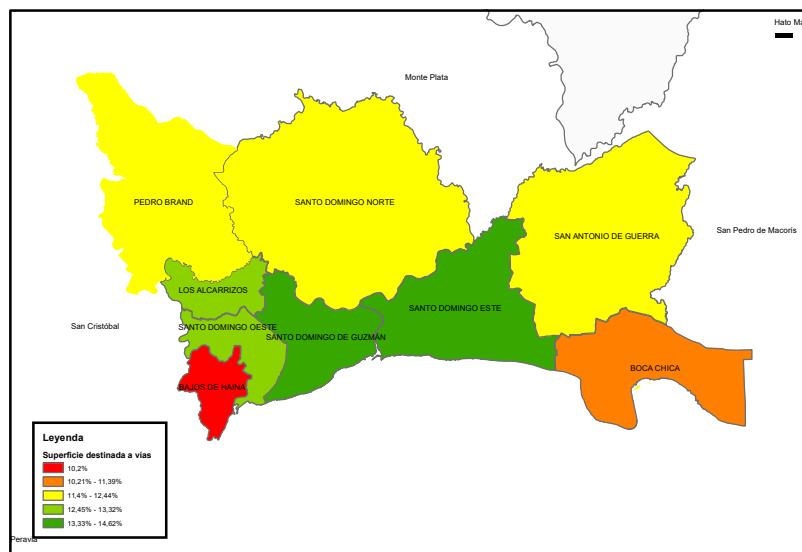 Hato Ma
Monte Plata
PEDRO BRAND
SANTO DOMINGO NORTE
SAN ANTONIO DE GUERRA
San Pedro de Macorís
LOS ALCARRIZOS
SANTO DOMINGO ESTE
San Cristóbal
SANTO DOMINGO OESTE
SANTO DOMINGO DE GUZMÁN
BOCA CHICA
BAJOS DE HAINA
Leyenda
Superficie destinada a vías
10,2%
10,21% - 11,39%
11,4% - 12,44%
12,45% - 13,32%
13,33% - 14,62%
Peravia